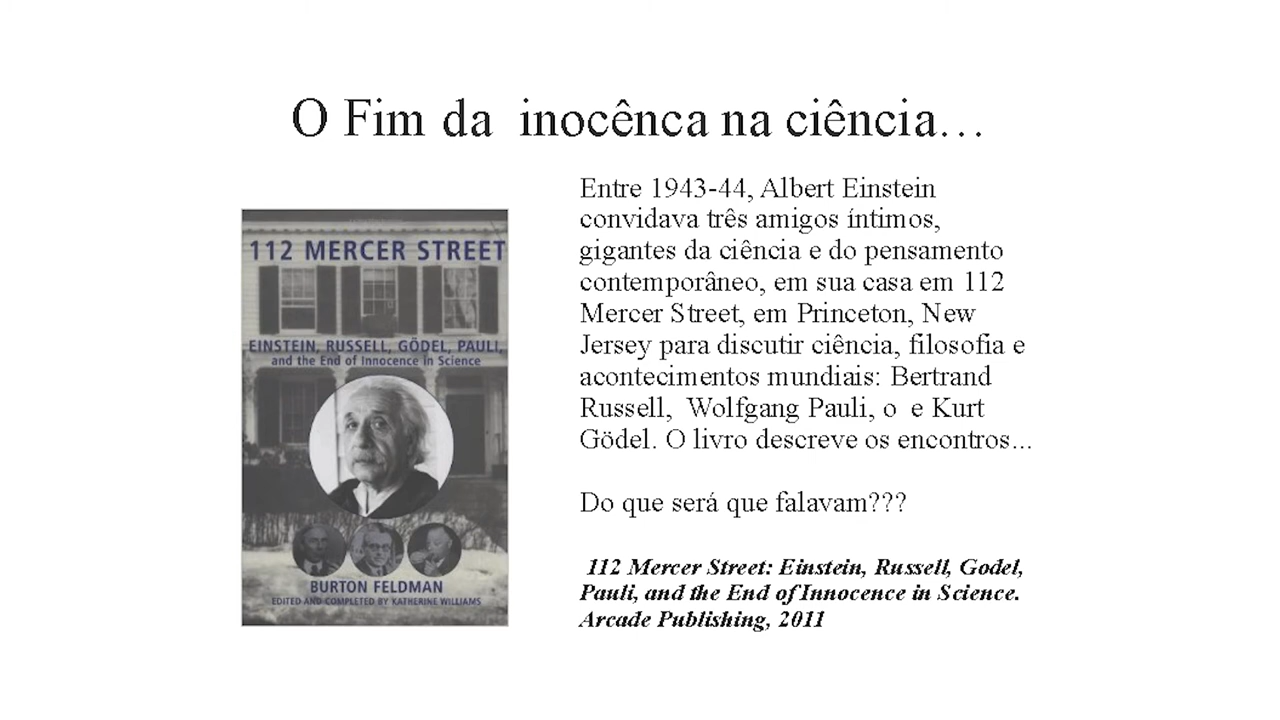 O Fim da inocênca na ciência…
112 MERCER STREET
EINSTEIN, RUSSELL, GÖDEL, PAULI,
and the End of Innocence in Science
BURTON FELDMAN
EDITED AND COMPLETED BY KATHERINE WILLIAMS
Entre 1943-44, Albert Einstein
convidava três amigos íntimos,
gigantes da ciência e do pensamento
contemporâneo, em sua casa em 112
Mercer Street, em Princeton, New
Jersey para discutir ciência, filosofia e
acontecimentos mundiais: Bertrand
Russell, Wolfgang Pauli, o e Kurt
Gödel. O livro descreve os encontros...
Do que será que falavam???
112 Mercer Street: Einstein, Russell, Godel,
Pauli, and the End of Innocence in Science.
Arcade Publishing, 2011